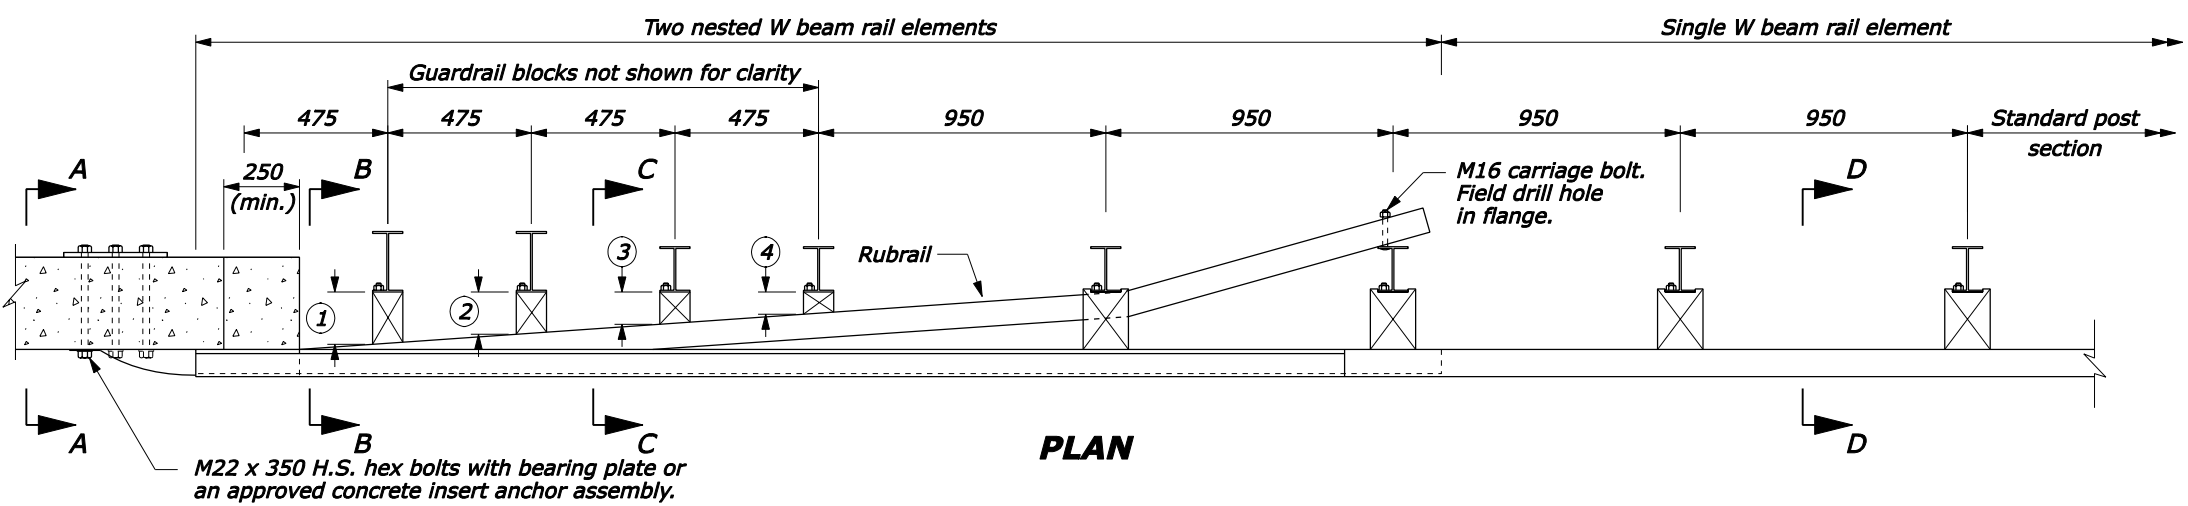 Two nested W beam rail elements
Single W beam rail element
Guardrail blocks not shown for clarity
475
475
475
475
950
950
950
950
Standard post
section
A
250
(min.)
B
C
M16 carriage bolt.
Field drill hole
in flange.
D
1
2
3
4
Rubrail
A
B
C
D
PLAN
M22 x 350 H.S. hex bolts with bearing plate or
an approved concrete insert anchor assembly.